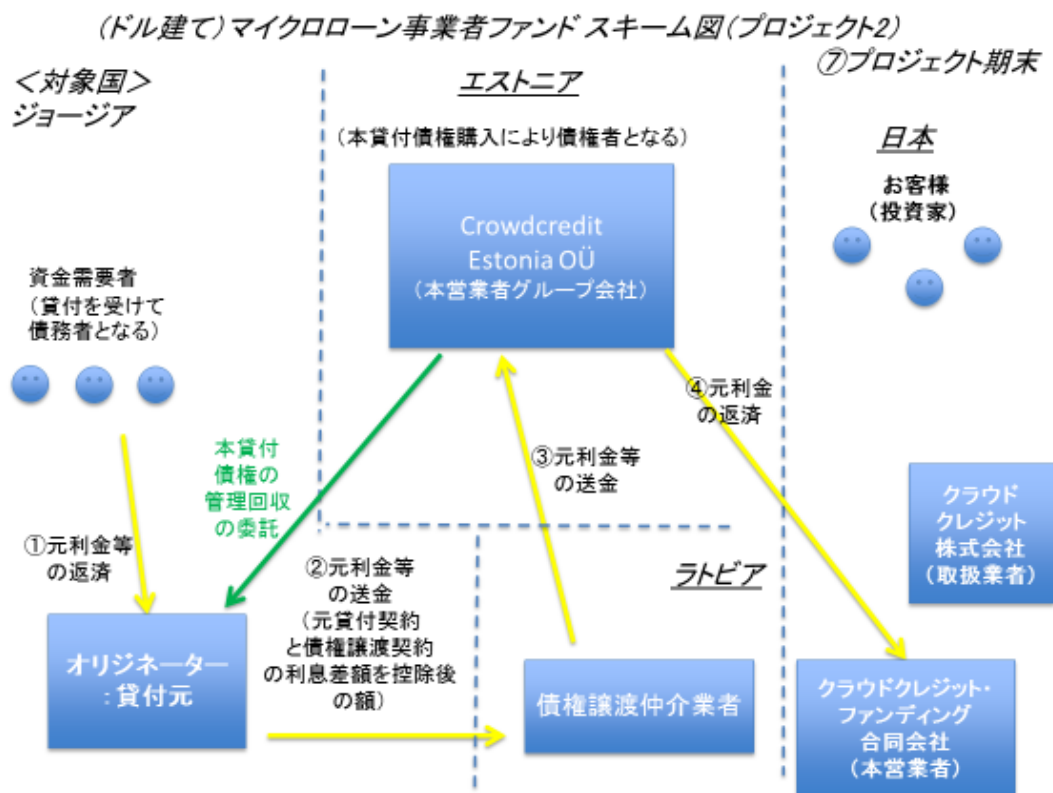 (ドル建て)マイクロローン事業者ファンド スキーム図(プロジェクト2)
<対象国>
ジョージア
エストニア
⑦プロジェクト期末
(本貸付債権購入により債権者となる)
日本
お客様
(投資家)
Crowdcredit
Estonia OÜ
(本営業者グループ会社)
資金需要者
(貸付を受けて
債務者となる)
④元利金
の返済
本貸付
債権の
管理回収
の委託
③元利金等
の送金
クラウド
クレジット
株式会社
(取扱業者)
①元利金等
の返済
②元利金等
の送金
(元貸付契約
と債権譲渡契約
の利息差額を控除後
の額)
ラトビア
オリジネーター
:貸付元
債権譲渡仲介業者
クラウドクレジット・
ファンディング
合同会社
(本営業者)